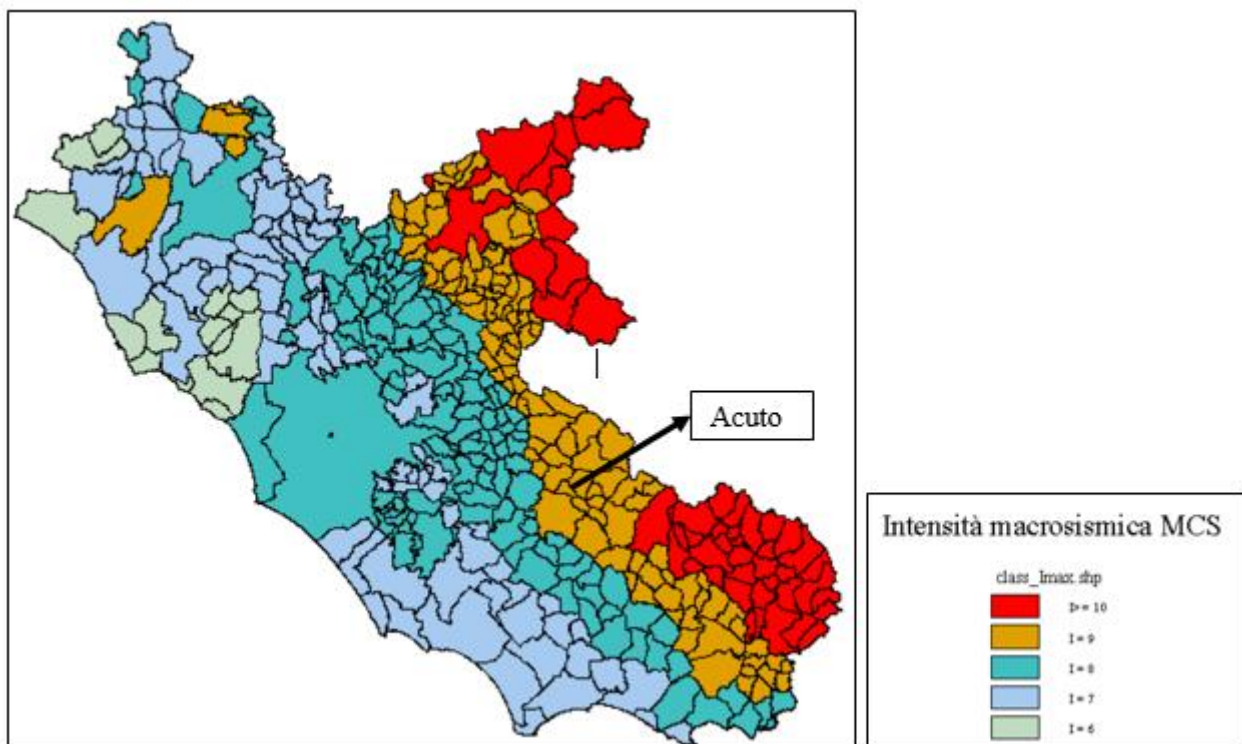 Acuto
Intensità macrosismica MCS
class_Imax.shp
I>= 10
I = 9
I = 8
I = 7
I = 6